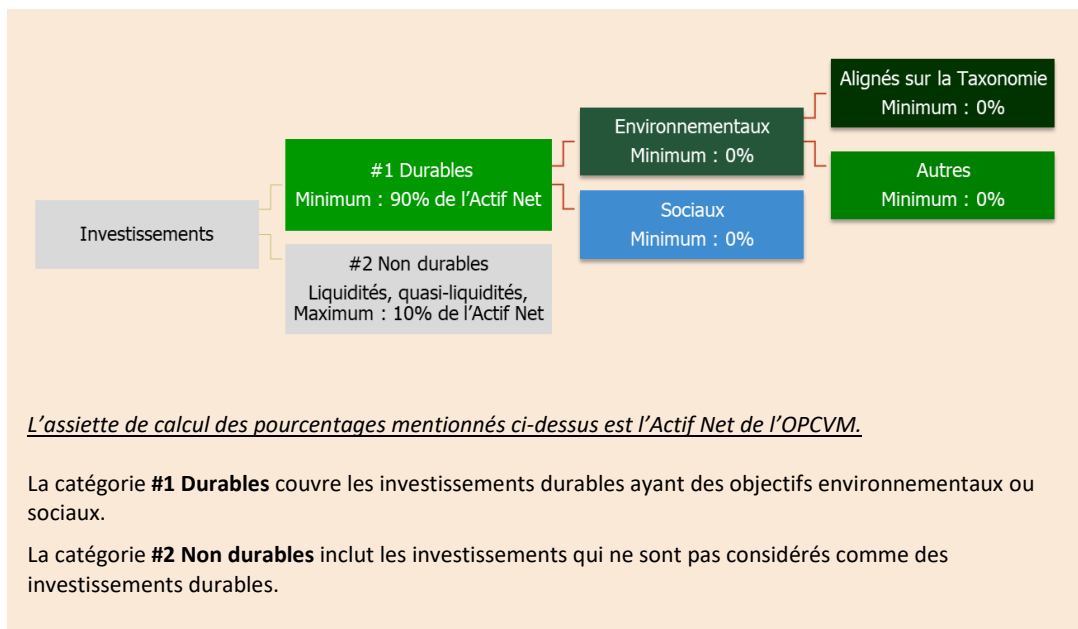 Alignés sur la Taxonomie
Minimum : 0%
Environnementaux
Minimum : 0%
#1 Durables
Minimum : 90% de l’Actif Net
Autres
Minimum : 0%
Sociaux
Minimum : 0%
Investissements
#2 Non durables
Liquidités, quasi-liquidités,
Maximum : 10% de l’Actif Net
L’assiette de calcul des pourcentages mentionnés ci-dessus est l’Actif Net de l’OPCVM.
La catégorie #1 Durables couvre les investissements durables ayant des objectifs environnementaux ou
sociaux.
La catégorie #2 Non durables inclut les investissements qui ne sont pas considérés comme des
investissements durables.